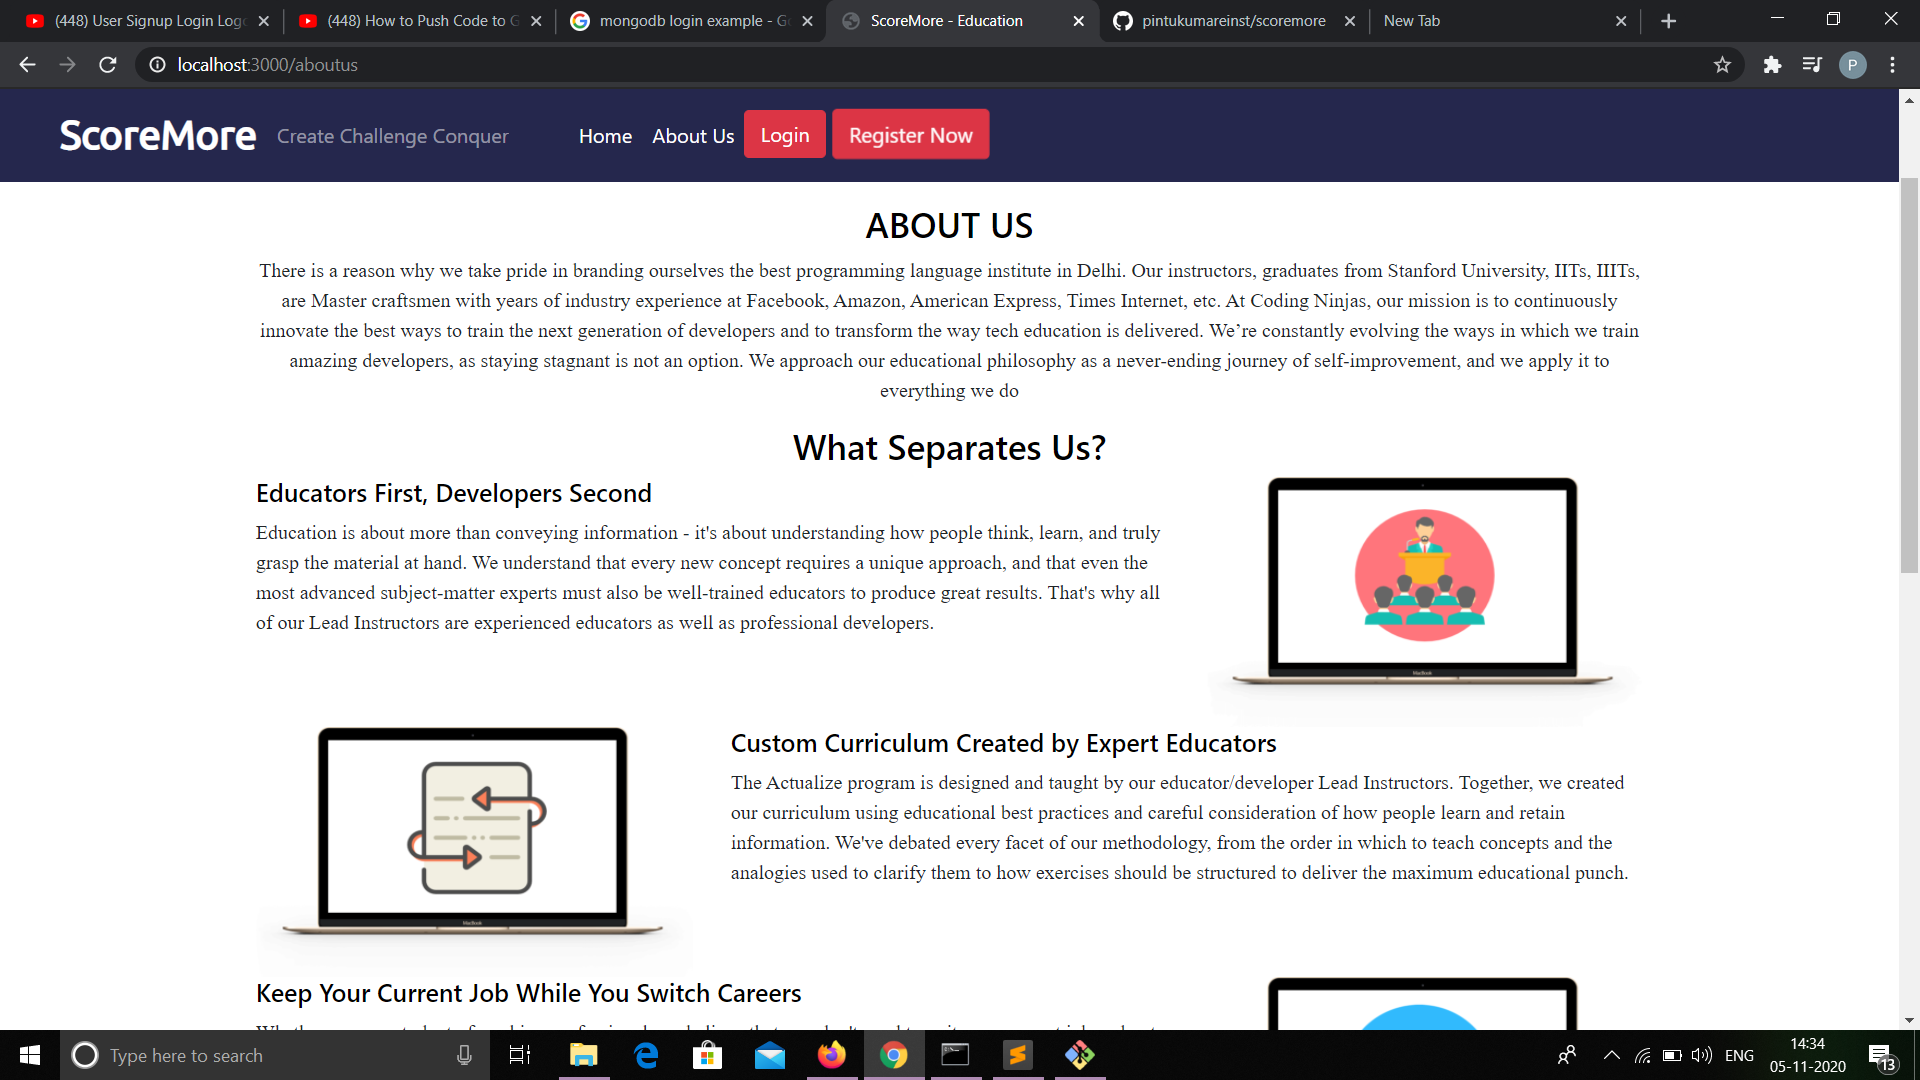 (448) User Signup Login Logo
(448) How to Push Code to G
mongodb login example - Go
ScoreMore - Education
pintukumareinst/scoremore
New Tab
localhost:3000/aboutus
P
ScoreMore
Create Challenge Conquer
Home
About Us
Login
Register Now
ABOUT US
There is a reason why we take pride in branding ourselves the best programming language institute in Delhi. Our instructors, graduates from Stanford University, IITs, IIITs,
are Master craftsmen with years of industry experience at Facebook, Amazon, American Express, Times Internet, etc. At Coding Ninjas, our mission is to continuously
innovate the best ways to train the next generation of developers and to transform the way tech education is delivered. We’re constantly evolving the ways in which we train
amazing developers, as staying stagnant is not an option. We approach our educational philosophy as a never-ending journey of self-improvement, and we apply it to
everything we do
What Separates Us?
Educators First, Developers Second
Education is about more than conveying information - it's about understanding how people think, learn, and truly
grasp the material at hand. We understand that every new concept requires a unique approach, and that even the
most advanced subject-matter experts must also be well-trained educators to produce great results. That's why all
of our Lead Instructors are experienced educators as well as professional developers.
MacBook
Custom Curriculum Created by Expert Educators
The Actualize program is designed and taught by our educator/developer Lead Instructors. Together, we created
our curriculum using educational best practices and careful consideration of how people learn and retain
information. We've debated every facet of our methodology, from the order in which to teach concepts and the
analogies used to clarify them to how exercises should be structured to deliver the maximum educational punch.
MacBook
Keep Your Current Job While You Switch Careers
Type here to search
ENG
14:34
05-11-2020
13